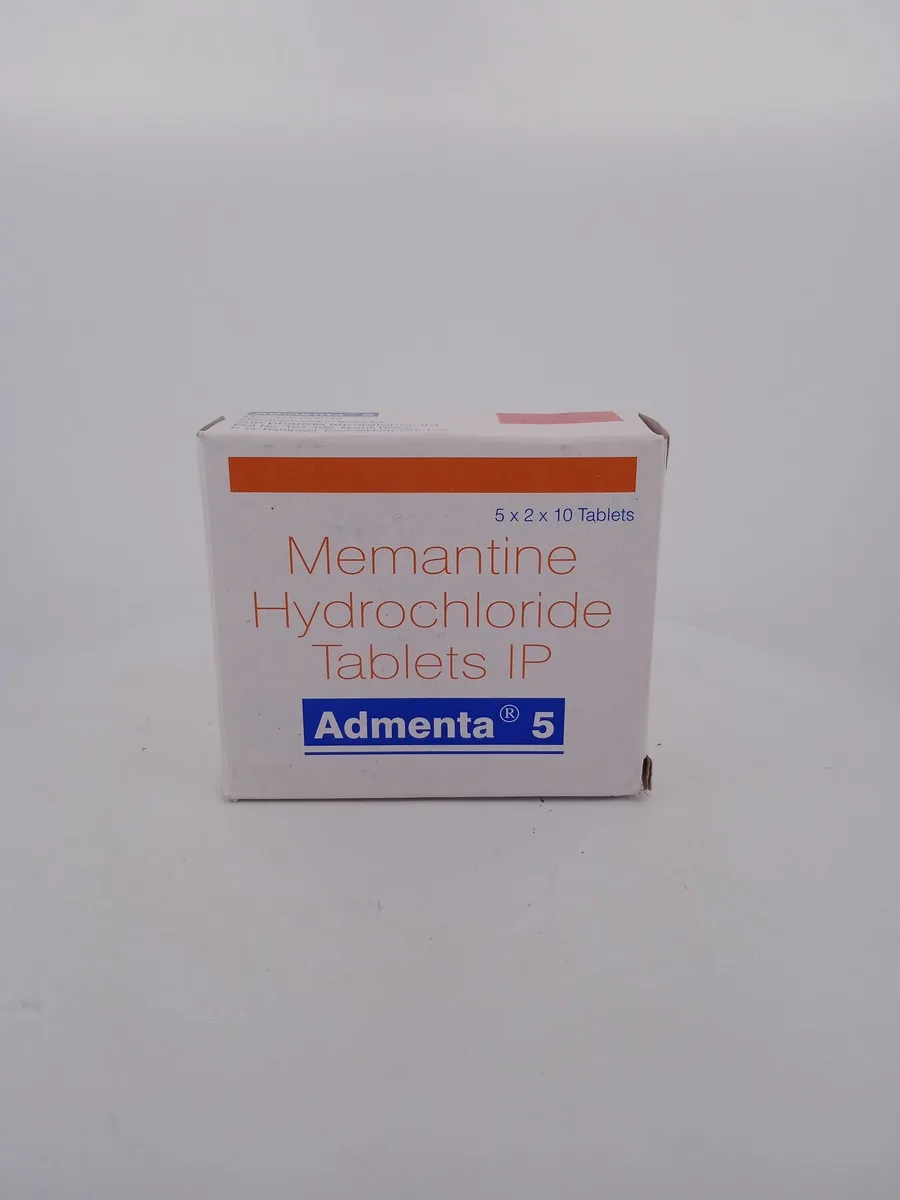 5 x 2 x 10 Tablets
Memantine
Hydrochloride
Tablets IP
Admenta® 5